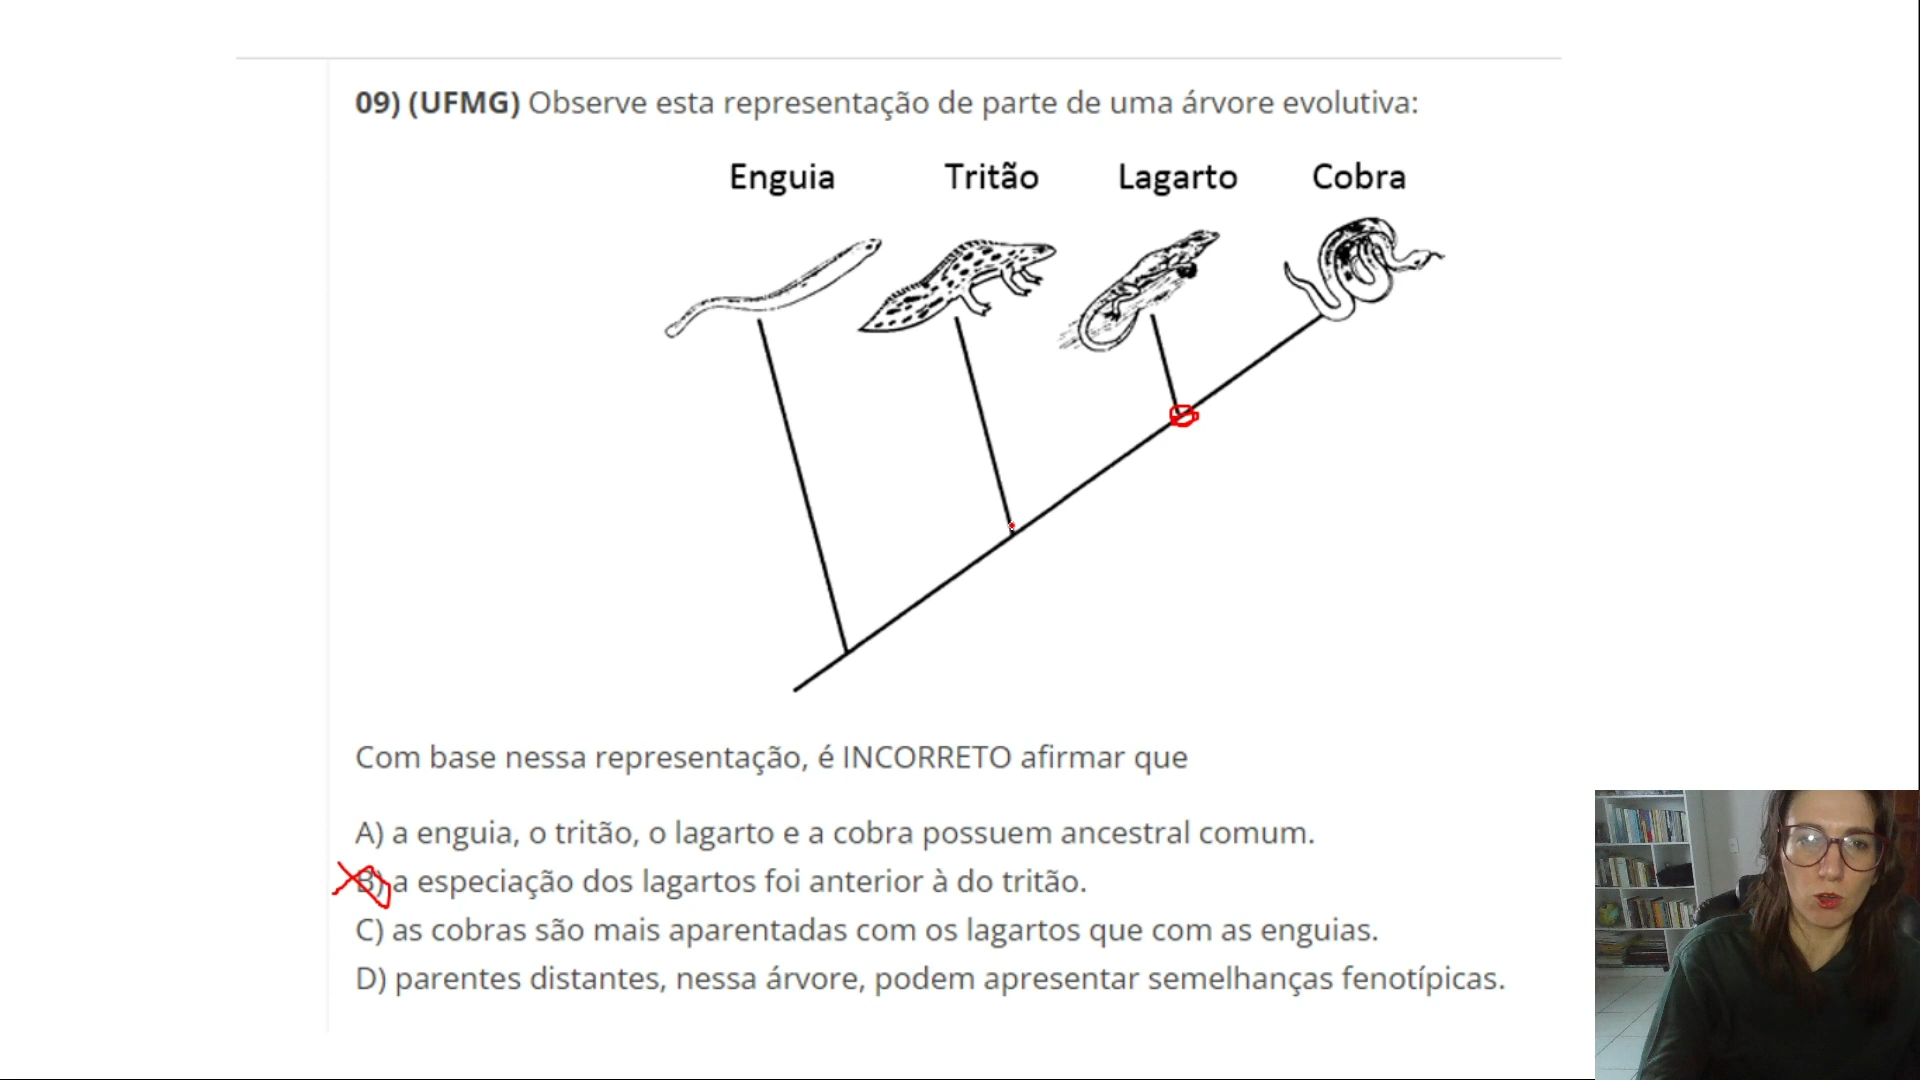 09) (UFMG) Observe esta representação de parte de uma árvore evolutiva:
Enguia Tritão Lagarto Cobra
Com base nessa representação, é INCORRETO afirmar que
A) a enguia, o tritão, o lagarto e a cobra possuem ancestral comum.
B) a especiação dos lagartos foi anterior à do tritão.
C) as cobras são mais aparentadas com os lagartos que com as enguias.
D) parentes distantes, nessa árvore, podem apresentar semelhanças fenotípicas.